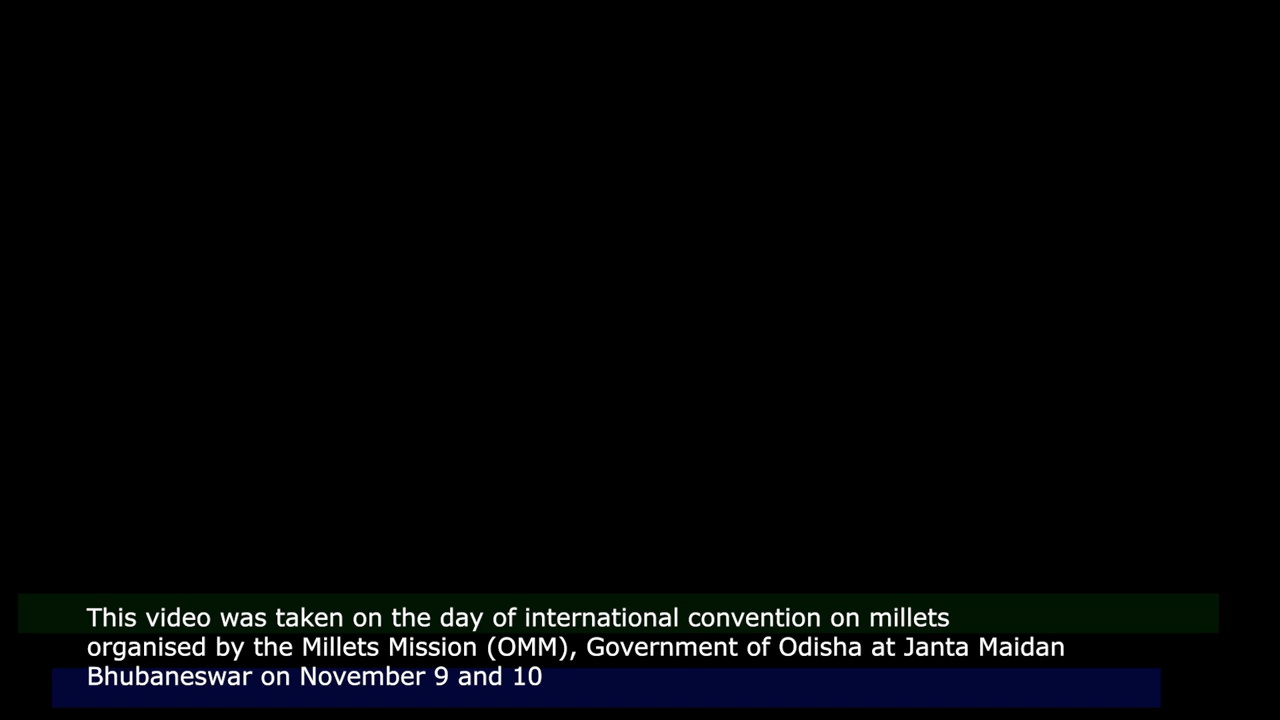 This video was taken on the day of international convention on millets
organised by the Millets Mission (OMM), Government of Odisha at Janta Maidan
Bhubaneswar on November 9 and 10